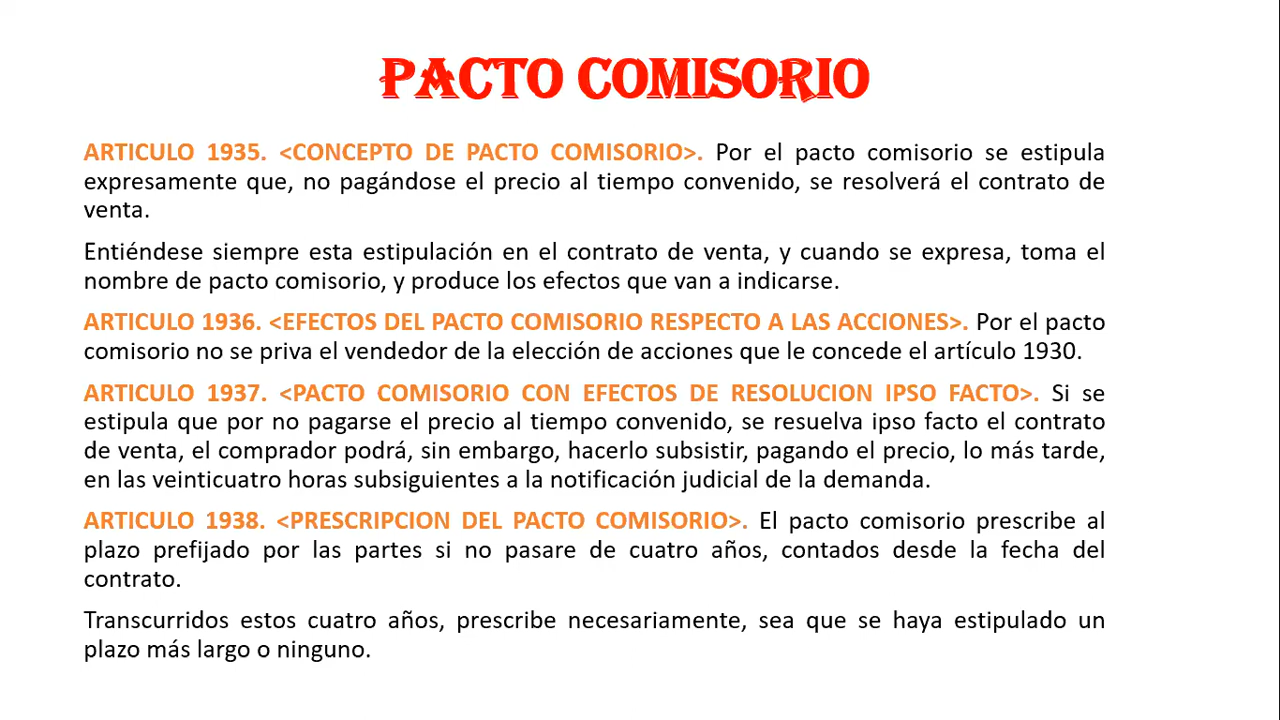 PACTO COMISORIO
ARTICULO 1935. <CONCEPTO DE PACTO COMISORIO>. Por el pacto comisorio se estipula
expresamente que, no pagándose el precio al tiempo convenido, se resolverá el contrato de
venta.
Entiéndese siempre esta estipulación en el contrato de venta, y cuando se expresa, toma el
nombre de pacto comisorio, y produce los efectos que van a indicarse.
ARTICULO 1936. <EFECTOS DEL PACTO COMISORIO RESPECTO A LAS ACCIONES>. Por el pacto
comisorio no se priva el vendedor de la elección de acciones que le concede el artículo 1930.
ARTICULO 1937. <PACTO COMISORIO CON EFECTOS DE RESOLUCION IPSO FACTO>. Si se
estipula que por no pagarse el precio al tiempo convenido, se resuelva ipso facto el contrato
de venta, el comprador podrá, sin embargo, hacerlo subsistir, pagando el precio, lo más tarde,
en las veinticuatro horas subsiguientes a la notificación judicial de la demanda.
ARTICULO 1938. <PRESCRIPCION DEL PACTO COMISORIO>. El pacto comisorio prescribe al
plazo prefijado por las partes si no pasare de cuatro años, contados desde la fecha del
contrato.
Transcurridos estos cuatro años, prescribe necesariamente, sea que se haya estipulado un
plazo más largo o ninguno.